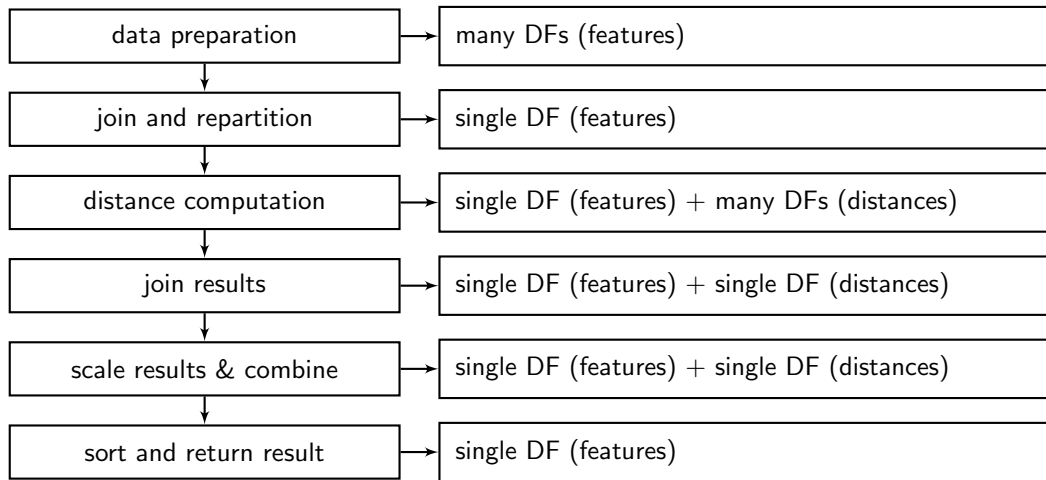 data preparation
many DFs (features)
join and repartition
single DF (features)
distance computation
single DF (features) + many DFs (distances)
join results
single DF (features) + single DF (distances)
scale results & combine
single DF (features) + single DF (distances)
sort and return result
single DF (features)